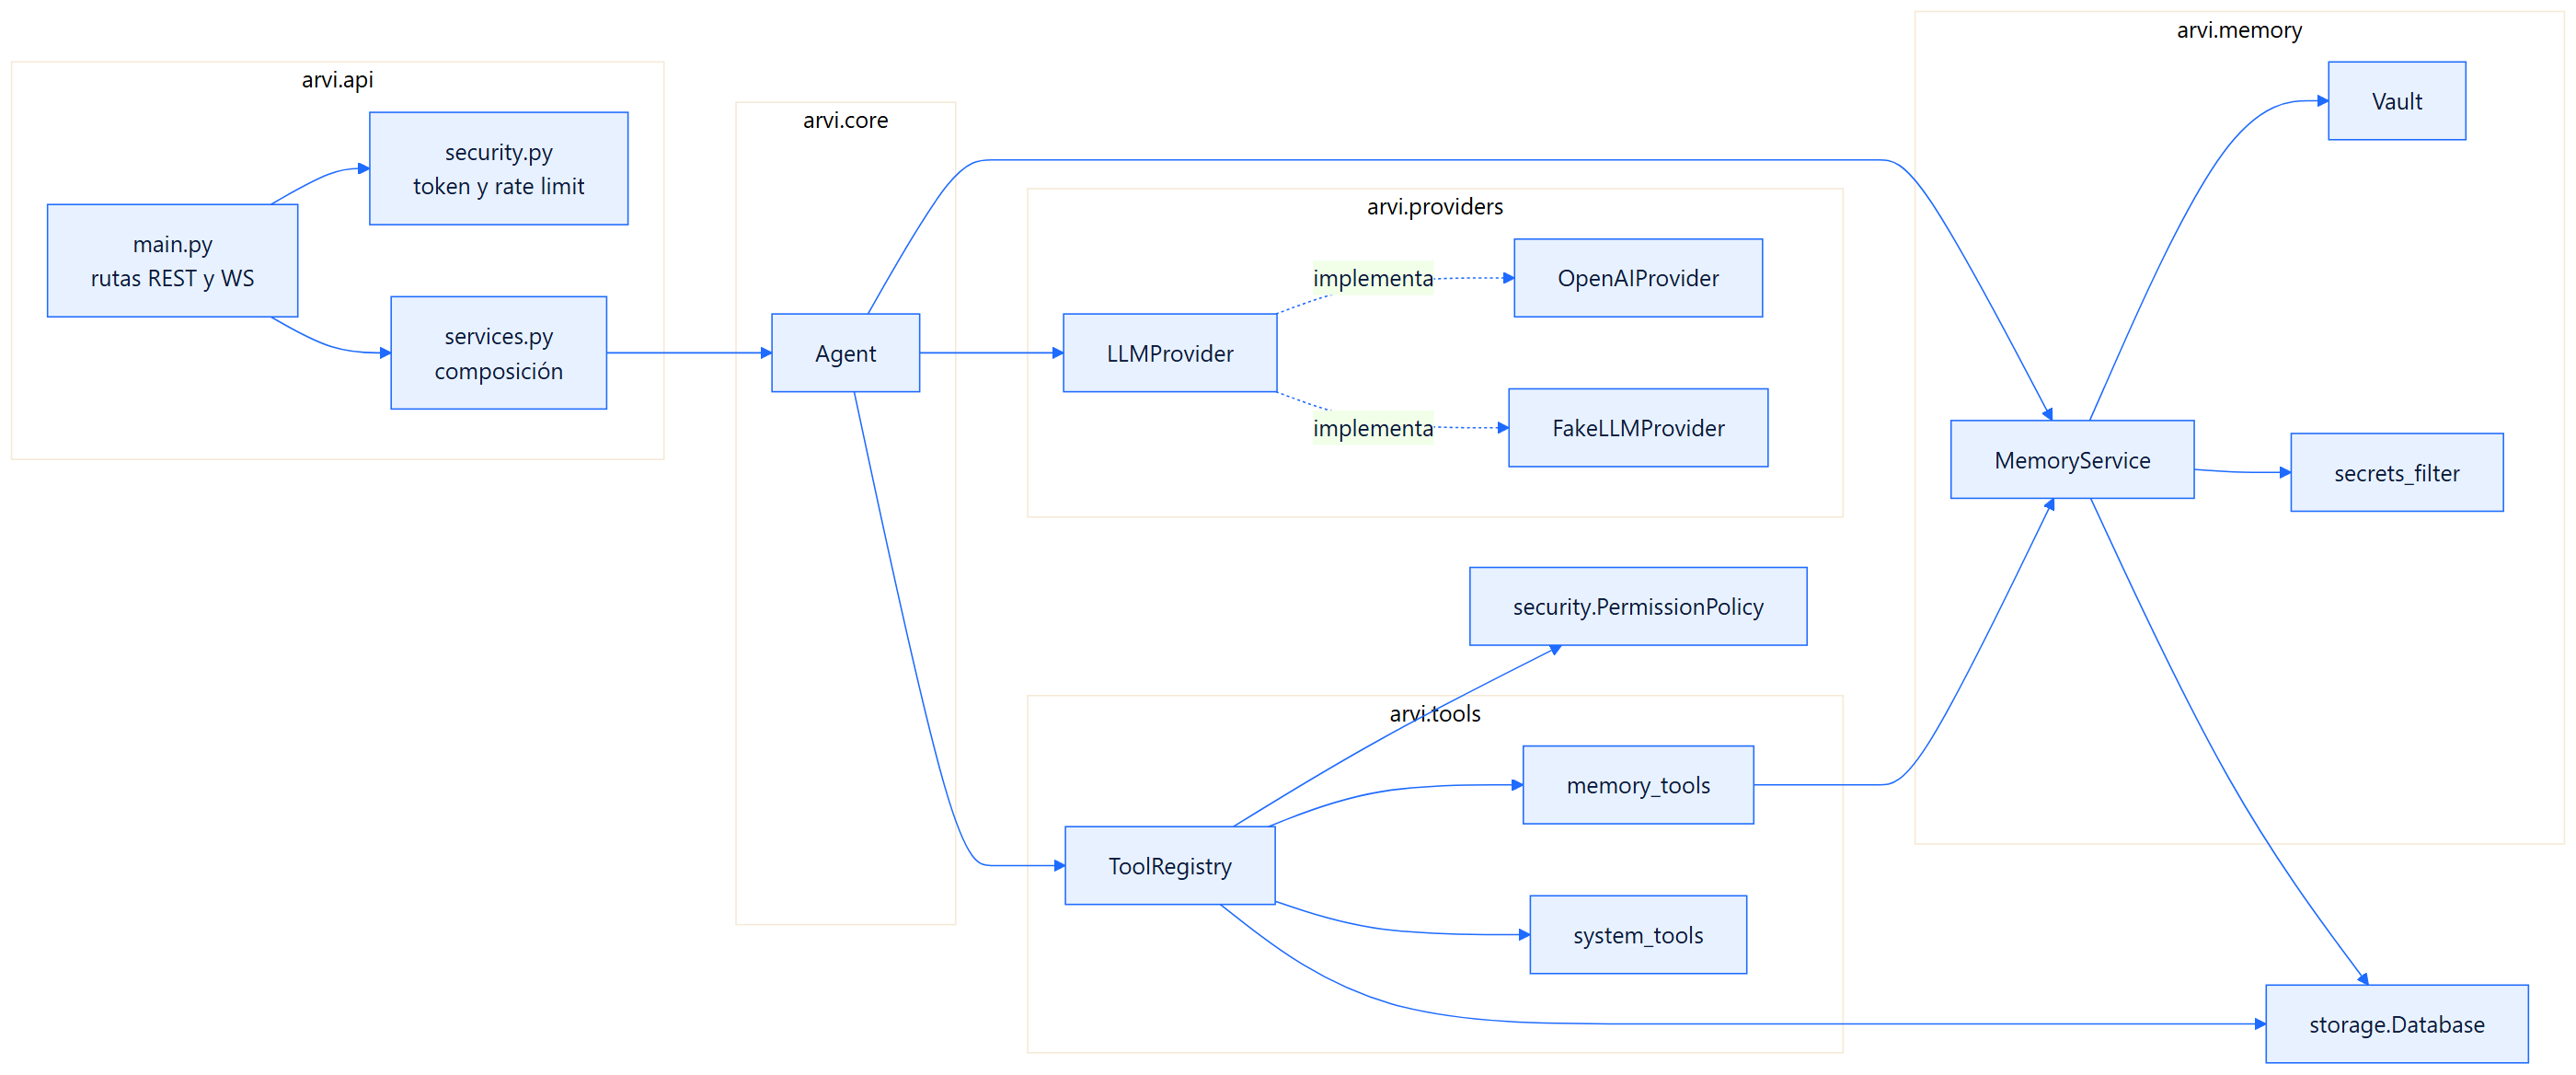 arvi.api
main.py
rutas REST y WS
security.py
token y rate limit
services.py
composición
arvi.core
Agent
arvi.providers
LLMProvider
implementa
OpenAIProvider
implementa
FakeLLMProvider
security.PermissionPolicy
arvi.tools
ToolRegistry
memory_tools
system_tools
arvi.memory
Vault
MemoryService
secrets_filter
storage.Database